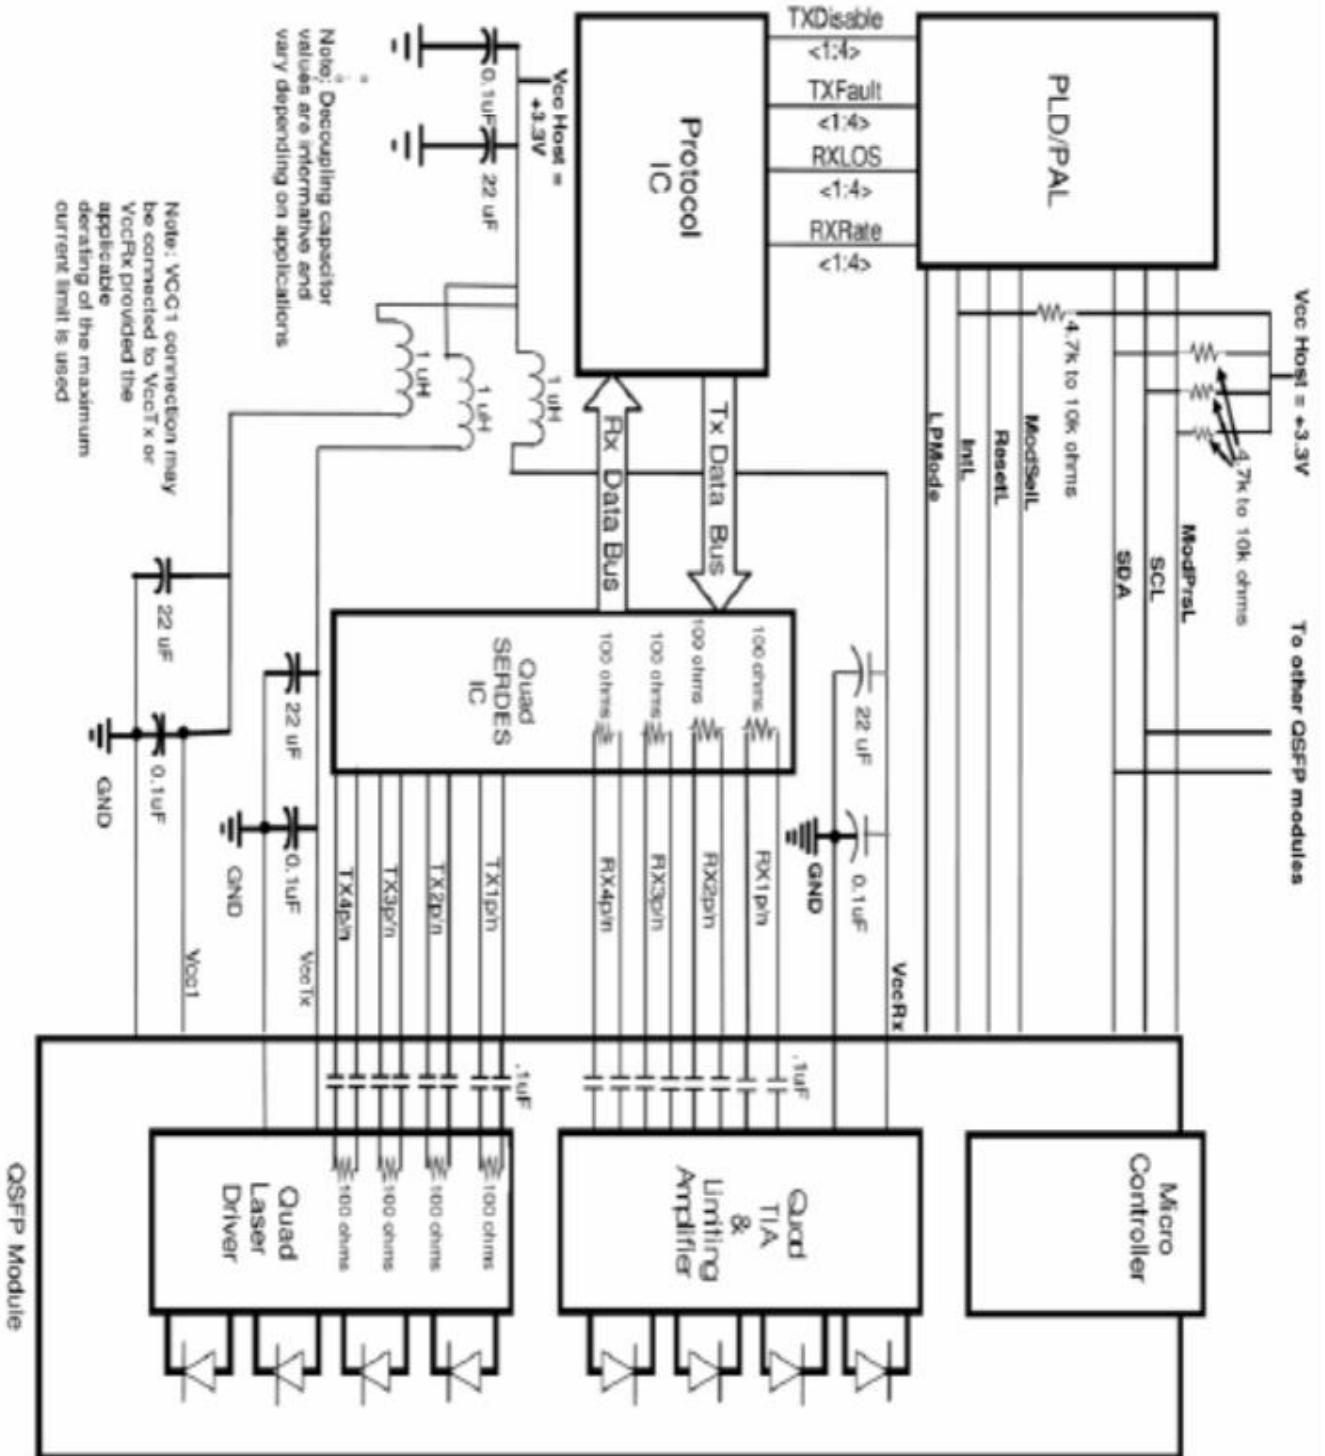 Vcc Host = +3.3V
To other QSFP modules
4.7k to 10k ohms
4.7k to 10k ohms
PLD/PAL
ModPrsL
SCL
SDA
ModSelL
ResetL
IntL
LPMode
Micro
Controller
TXDisable
<1:4>
TXFault
<1:4>
RXLOS
<1:4>
RXRate
<1:4>
VccRx
22 uF
0.1uF
GND
.1uF
Protocol
IC
Tx Data Bus
Rx Data Bus
100 ohms
100 ohms
100 ohms
100 ohms
Quad
SERDES
IC
RX1p/n
RX2p/n
RX3p/n
RX4p/n
TX1p/n
TX2p/n
TX3p/n
TX4p/n
.1uF
Quad
TIA
&
Limiting
Amplifier
100 ohms
100 ohms
100 ohms
100 ohms
Quad
Laser
Driver
Vcc Host =
+3.3V
0.1uF
22 uF
1 uH
1 uH
1 uH
Note: Decoupling capacitor
values are informative and
vary depending on applications
22 uF
0.1uF
GND
VccTx
22 uF
0.1uF
GND
Vcc1
Note: VCC1 connection may
be connected to VccTx or
VccRx provided the
applicable
derating of the maximum
current limit is used
QSFP Module